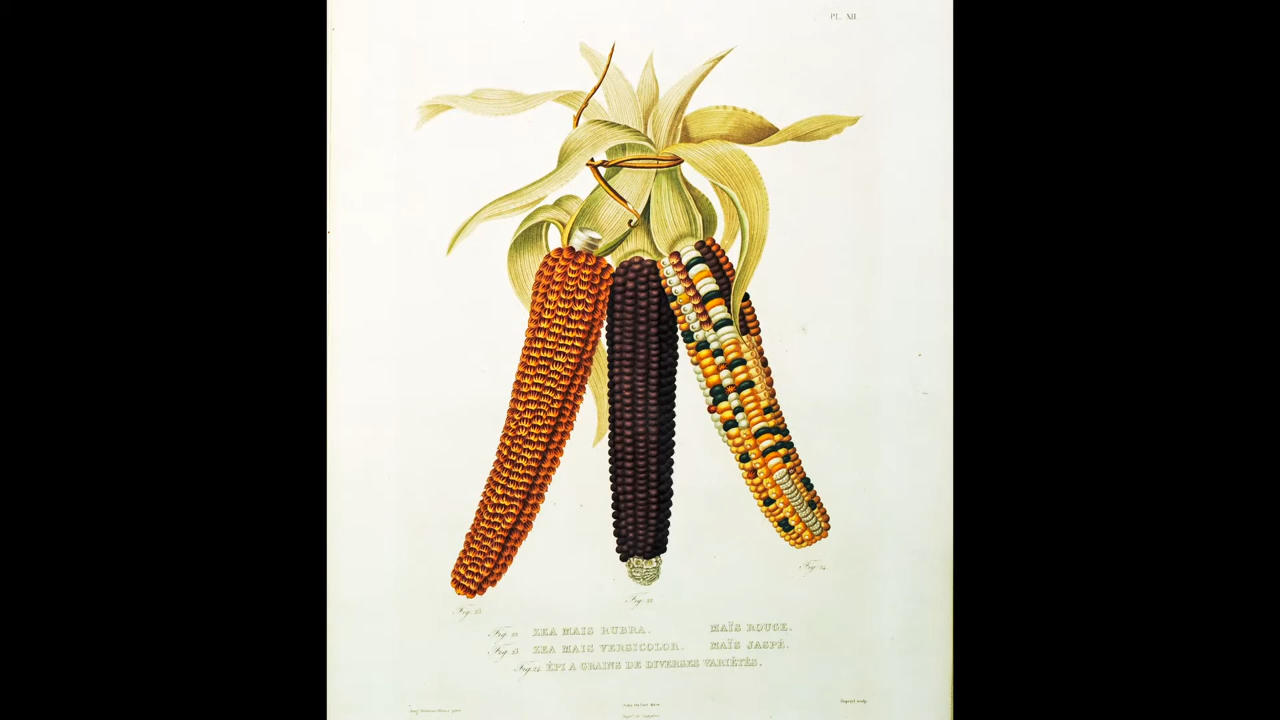 PL. XII.
Fig. 24.
Fig. 22.
Fig. 23.
Fig. 22. ZEA MAIS RUBRA. MAÏS ROUGE.
Fig. 23. ZEA MAIS VERSICOLOR. MAÏS JASPÉ.
Fig. 24. ÉPI A GRAINS DE DIVERSES VARIÉTÉS.